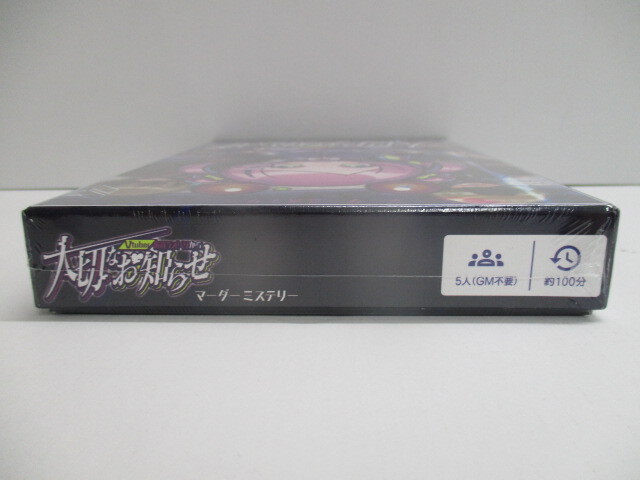 Vtuber
大切なお知らせ
マーダーミステリー
5人(GM不要)
約100分